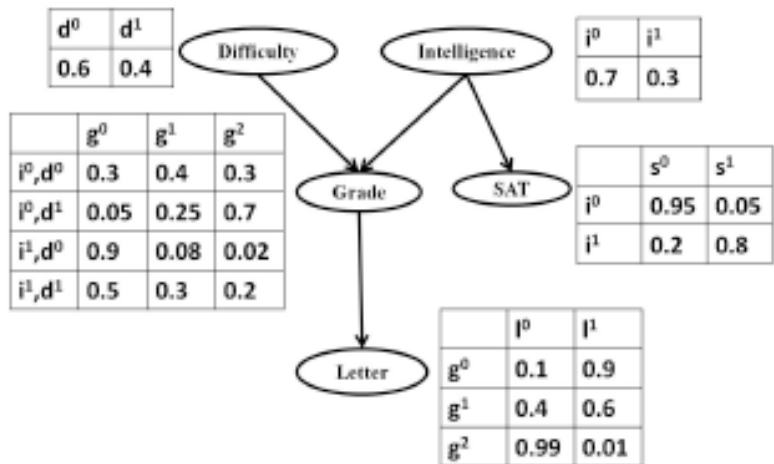 d⁰ d¹
0.6 0.4
Difficulty
Intelligence
i⁰ i¹
0.7 0.3
g⁰ g¹ g²
i⁰,d⁰ 0.3 0.4 0.3
i⁰,d¹ 0.05 0.25 0.7
i¹,d⁰ 0.9 0.08 0.02
i¹,d¹ 0.5 0.3 0.2
Grade
SAT
s⁰ s¹
i⁰ 0.95 0.05
i¹ 0.2 0.8
Letter
l⁰ l¹
g⁰ 0.1 0.9
g¹ 0.4 0.6
g² 0.99 0.01